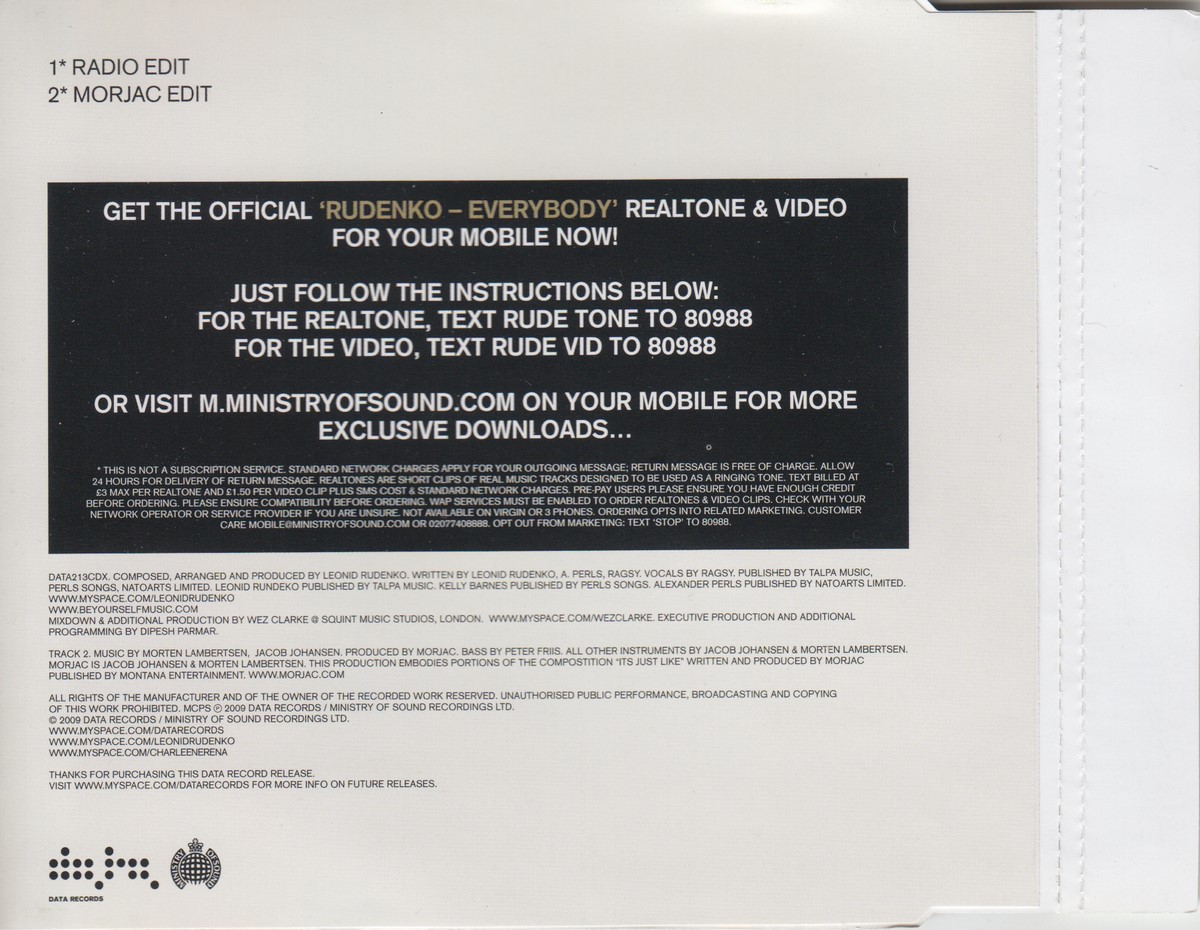 1* RADIO EDIT
2* MORJAC EDIT
GET THE OFFICIAL ‘RUDENKO – EVERYBODY’ REALTONE & VIDEO
FOR YOUR MOBILE NOW!
JUST FOLLOW THE INSTRUCTIONS BELOW:
FOR THE REALTONE, TEXT RUDE TONE TO 80988
FOR THE VIDEO, TEXT RUDE VID TO 80988
OR VISIT M.MINISTRYOFSOUND.COM ON YOUR MOBILE FOR MORE
EXCLUSIVE DOWNLOADS...
* THIS IS NOT A SUBSCRIPTION SERVICE. STANDARD NETWORK CHARGES APPLY FOR YOUR OUTGOING MESSAGE; RETURN MESSAGE IS FREE OF CHARGE. ALLOW
24 HOURS FOR DELIVERY OF RETURN MESSAGE. REALTONES ARE SHORT CLIPS OF REAL MUSIC TRACKS DESIGNED TO BE USED AS A RINGING TONE. TEXT BILLED AT
£3 MAX PER REALTONE AND £1.50 PER VIDEO CLIP PLUS SMS COST & STANDARD NETWORK CHARGES. PRE-PAY USERS PLEASE ENSURE YOU HAVE ENOUGH CREDIT
BEFORE ORDERING. PLEASE ENSURE COMPATIBILITY BEFORE ORDERING. WAP SERVICES MUST BE ENABLED TO ORDER REALTONES & VIDEO CLIPS. CHECK WITH YOUR
NETWORK OPERATOR OR SERVICE PROVIDER IF YOU ARE UNSURE. NOT AVAILABLE ON VIRGIN OR 3 PHONES. ORDERING OPTS INTO RELATED MARKETING. CUSTOMER
CARE MOBILE@MINISTRYOFSOUND.COM OR 02077408888. OPT OUT FROM MARKETING: TEXT ‘STOP’ TO 80988.
DATA213CDX. COMPOSED, ARRANGED AND PRODUCED BY LEONID RUDENKO. WRITTEN BY LEONID RUDENKO, A. PERLS, RAGSY. VOCALS BY RAGSY. PUBLISHED BY TALPA MUSIC,
PERLS SONGS, NATOARTS LIMITED. LEONID RUNDEKO PUBLISHED BY TALPA MUSIC. KELLY BARNES PUBLISHED BY PERLS SONGS. ALEXANDER PERLS PUBLISHED BY NATOARTS LIMITED.
WWW.MYSPACE.COM/LEONIDRUDENKO
WWW.BEYOURSELFMUSIC.COM
MIXDOWN & ADDITIONAL PRODUCTION BY WEZ CLARKE @ SQUINT MUSIC STUDIOS, LONDON. WWW.MYSPACE.COM/WEZCLARKE. EXECUTIVE PRODUCTION AND ADDITIONAL
PROGRAMMING BY DIPESH PARMAR.
TRACK 2. MUSIC BY MORTEN LAMBERTSEN, JACOB JOHANSEN. PRODUCED BY MORJAC. BASS BY PETER FRIIS. ALL OTHER INSTRUMENTS BY JACOB JOHANSEN & MORTEN LAMBERTSEN.
MORJAC IS JACOB JOHANSEN & MORTEN LAMBERTSEN. THIS PRODUCTION EMBODIES PORTIONS OF THE COMPOSTITION “ITS JUST LIKE” WRITTEN AND PRODUCED BY MORJAC
PUBLISHED BY MONTANA ENTERTAINMENT. WWW.MORJAC.COM
ALL RIGHTS OF THE MANUFACTURER AND OF THE OWNER OF THE RECORDED WORK RESERVED. UNAUTHORISED PUBLIC PERFORMANCE, BROADCASTING AND COPYING
OF THIS WORK PROHIBITED. MCPS ℗ 2009 DATA RECORDS / MINISTRY OF SOUND RECORDINGS LTD.
© 2009 DATA RECORDS / MINISTRY OF SOUND RECORDINGS LTD.
WWW.MYSPACE.COM/DATARECORDS
WWW.MYSPACE.COM/LEONIDRUDENKO
WWW.MYSPACE.COM/CHARLEENERENA
THANKS FOR PURCHASING THIS DATA RECORD RELEASE.
VISIT WWW.MYSPACE.COM/DATARECORDS FOR MORE INFO ON FUTURE RELEASES.
DATA RECORDS
MINISTRY OF SOUND